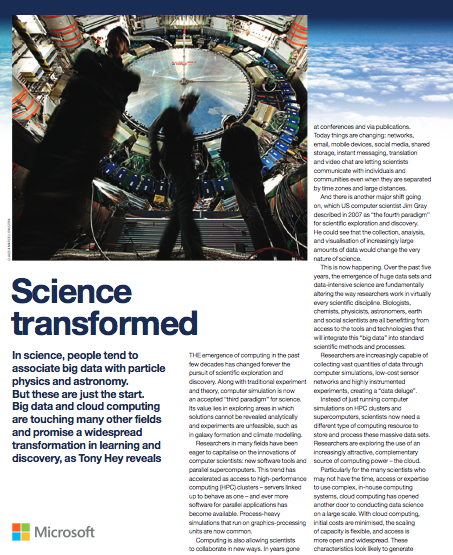 Science
transformed
In science, people tend to
associate big data with particle
physics and astronomy.
But these are just the start.
Big data and cloud computing
are touching many other fields
and promise a widespread
transformation in learning and
discovery, as Tony Hey reveals
Microsoft
THE emergence of computing in the past
few decades has changed forever the
pursuit of scientific exploration and
discovery. Along with traditional experiment
and theory, computer simulation is now
an accepted "third paradigm" for science.
Its value lies in exploring areas in which
solutions cannot be revealed analytically
and experiments are unfeasible, such as
in galaxy formation and climate modelling.
Researchers in many fields have been
eager to capitalise on the innovations of
computer scientists: new software tools and
parallel supercomputers. This trend has
accelerated as access to high-performance
computing (HPC) clusters – servers linked
up to behave as one – and ever more
software for parallel applications has
become available. Process-heavy
simulations that run on graphics-processing
units are now common.
Computing is also allowing scientists
to collaborate in new ways. In years gone
at conferences and via publications.
Today things are changing: networks,
email, mobile devices, social media, shared
storage, instant messaging, translation
and video chat are letting scientists
communicate with individuals and
communities even when they are separated
by time zones and large distances.
And there is another major shift going
on, which US computer scientist Jim Gray
described in 2007 as "the fourth paradigm"
for scientific exploration and discovery.
He could see that the collection, analysis,
and visualisation of increasingly large
amounts of data would change the very
nature of science.
This is now happening. Over the past five
years, the emergence of huge data sets and
data-intensive science are fundamentally
altering the way researchers work in virtually
every scientific discipline. Biologists,
chemists, physicists, astronomers, earth
and social scientists are all benefitting from
access to the tools and technologies that
will integrate this "big data" into standard
scientific methods and processes.
Researchers are increasingly capable of
collecting vast quantities of data through
computer simulations, low-cost sensor
networks and highly instrumented
experiments, creating a "data deluge".
Instead of just running computer
simulations on HPC clusters and
supercomputers, scientists now need a
different type of computing resource to
store and process these massive data sets.
Researchers are exploring the use of an
increasingly attractive, complementary
source of computing power – the cloud.
Particularly for the many scientists who
may not have the time, access or expertise
to use complex, in-house computing
systems, cloud computing has opened
another door to conducting data science
on a large scale. With cloud computing,
initial costs are minimised, the scaling
of capacity is flexible, and access is
more open and widespread. These
characteristics look likely to generate